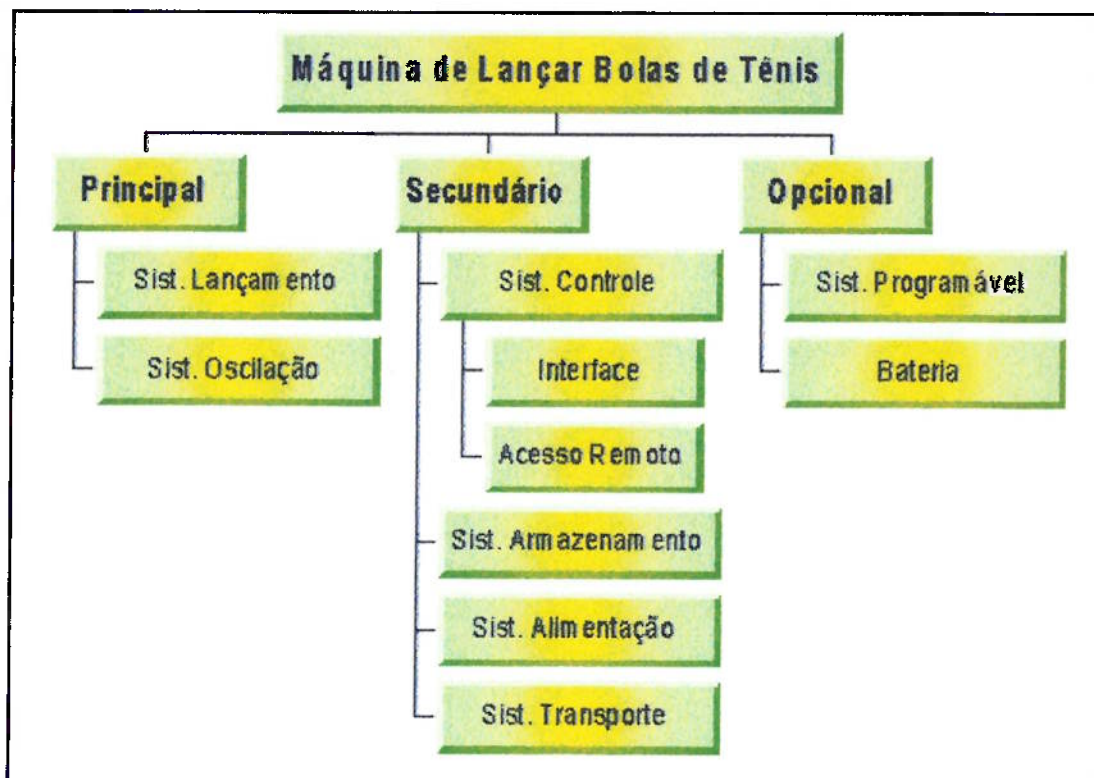 Máquina de Lançar Bolas de Tênis
Principal
Sist. Lançamento
Sist. Oscilação
Secundário
Sist. Controle
Interface
Acesso Remoto
Sist. Armazenamento
Sist. Alimentação
Sist. Transporte
Opcional
Sist. Programável
Bateria